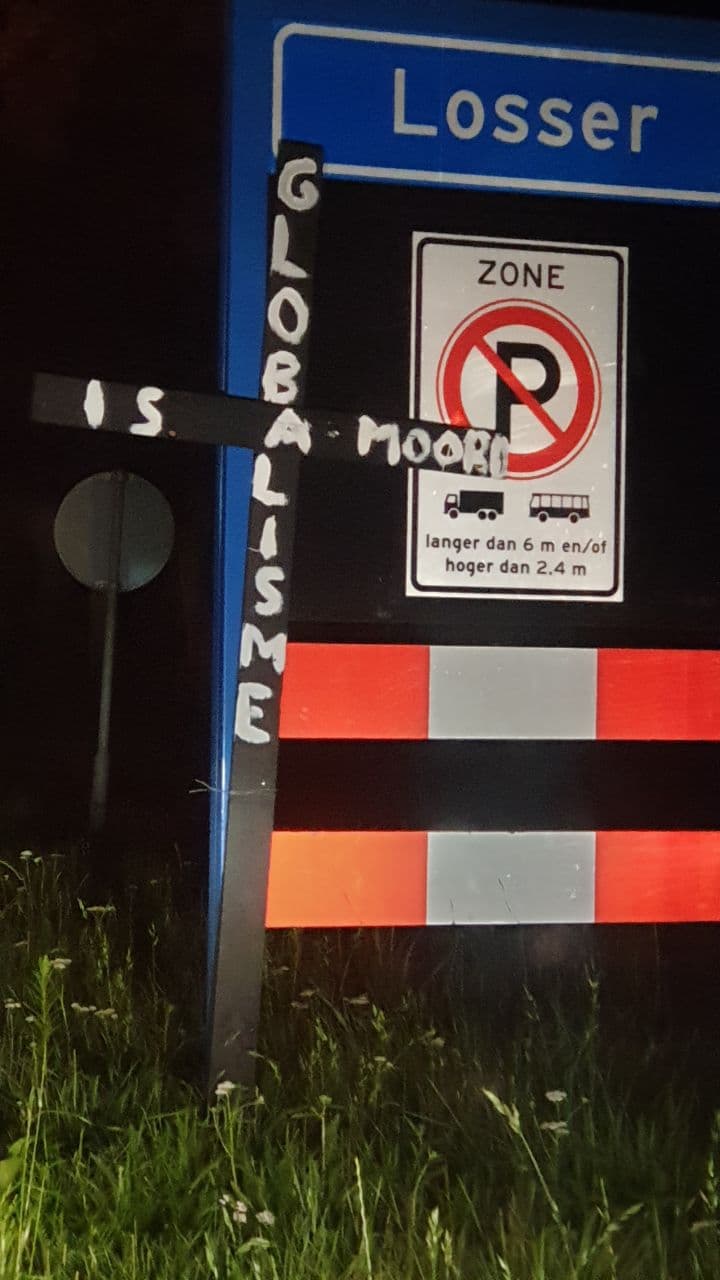 Losser
GLOBALISME
IS MOORD
ZONE
P
langer dan 6 m en/of
hoger dan 2.4 m